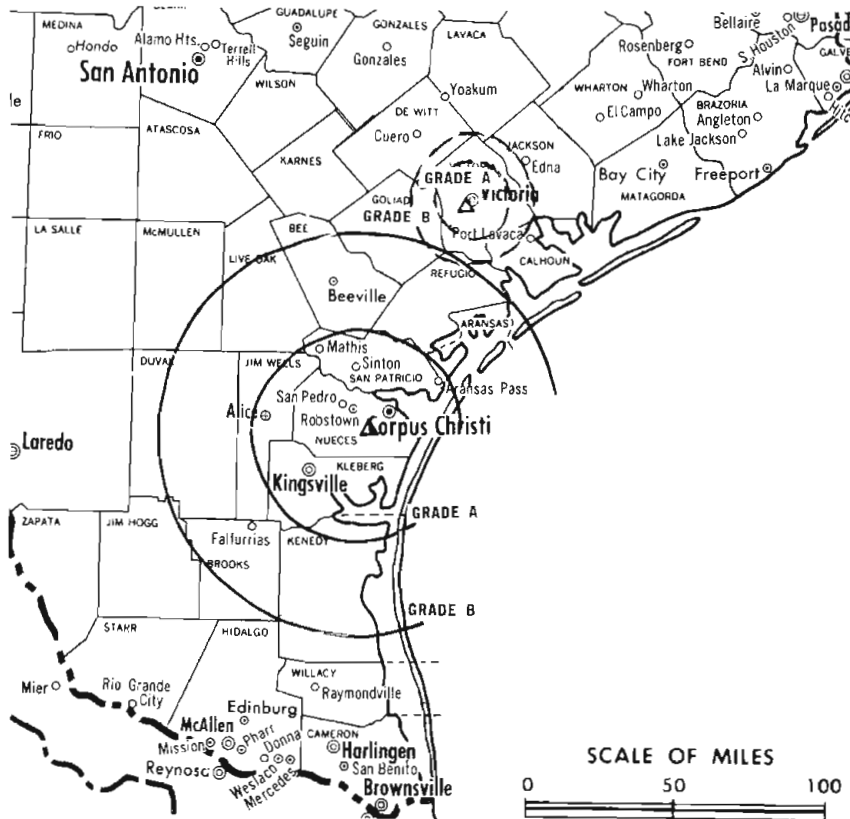 MEDINA
Hondo
Alamo Hts.
Terrell
Hills
San Antonio
GUADALUPE
Seguin
GONZALES
Gonzales
LAVACA
Yoakum
WILSON
DE WITT
Cuero
Bellaire
Rosenberg
FORT BEND
S. Houston
Alvin
La Marque
WHARTON
Wharton
El Campo
BRAZORIA
Angleton
Lake Jackson
Bay City
Freeport
MATAGORDA
FRIO
ATASCOSA
KARNES
JACKSON
Edna
GRADE A
Victoria
GOLIAD
GRADE B
Port Lavaca
CALHOUN
LA SALLE
McMULLEN
LIVE OAK
BEE
Beeville
REFUGIO
ARANSAS
DUVAL
JIM WELLS
Mathis
Sinton
SAN PATRICIO
Aransas Pass
San Pedro
Robstown
Alice
NUECES
Corpus Christi
Laredo
KLEBERG
Kingsville
GRADE A
ZAPATA
JIM HOGG
Falfurrias
KENEDY
BROOKS
GRADE B
STARR
HIDALGO
Mier
Rio Grande
City
WILLACY
Raymondville
Edinburg
McAllen
Mission
Pharr
Donna
Reynosa
Weslaco
Mercedes
CAMERON
Harlingen
San Benito
Brownsville
SCALE OF MILES
0 50 100